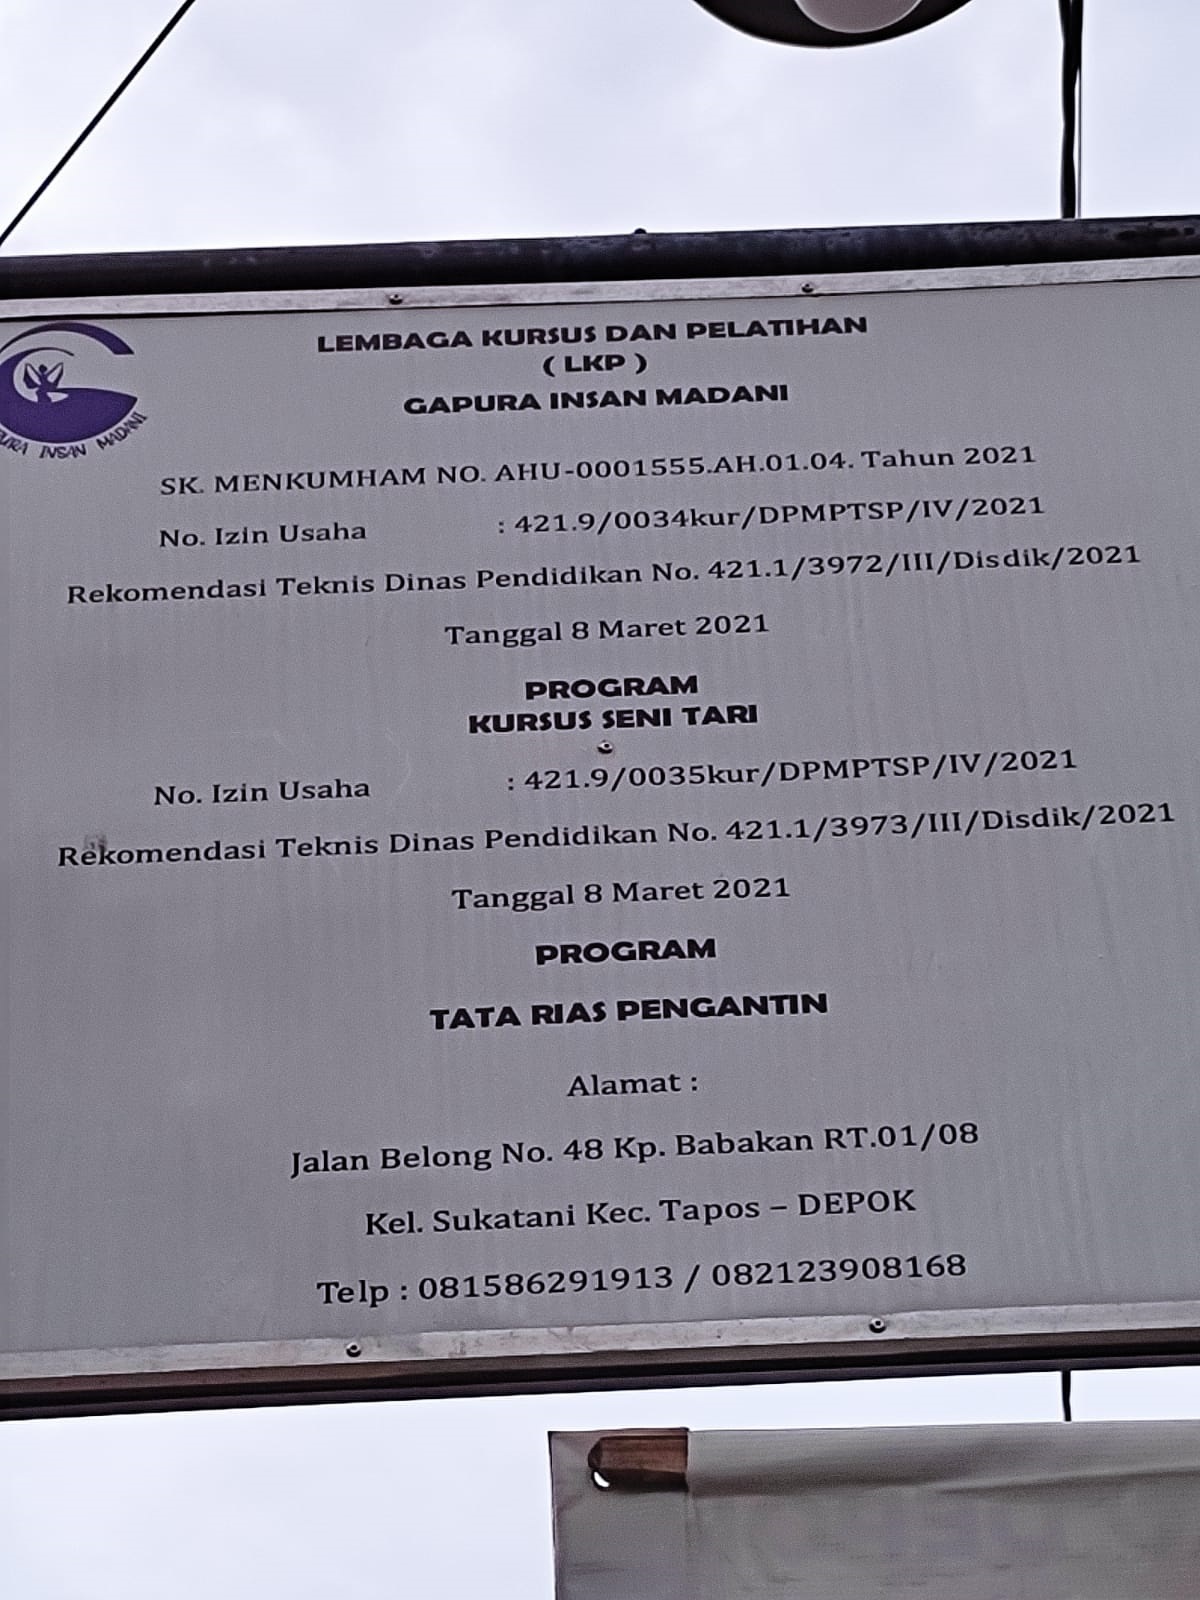 LEMBAGA KURSUS DAN PELATIHAN
( LKP )
GAPURA INSAN MADANI
INSAN MADANI
SK. MENKUMHAM NO. AHU-0001555.AH.01.04. Tahun 2021
No. Izin Usaha : 421.9/0034kur/DPMPTSP/IV/2021
Rekomendasi Teknis Dinas Pendidikan No. 421.1/3972/III/Disdik/2021
Tanggal 8 Maret 2021
PROGRAM
KURSUS SENI TARI
No. Izin Usaha : 421.9/0035kur/DPMPTSP/IV/2021
Rekomendasi Teknis Dinas Pendidikan No. 421.1/3973/III/Disdik/2021
Tanggal 8 Maret 2021
PROGRAM
TATA RIAS PENGANTIN
Alamat :
Jalan Belong No. 48 Kp. Babakan RT.01/08
Kel. Sukatani Kec. Tapos – DEPOK
Telp : 081586291913 / 082123908168